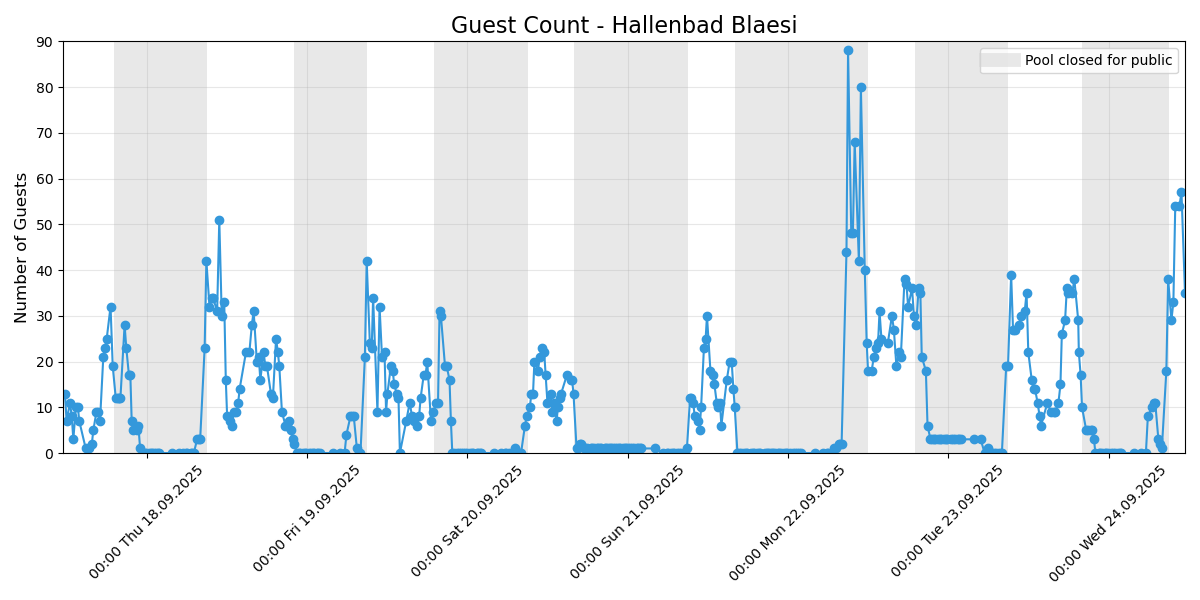 Guest Count - Hallenbad Blaesi
Pool closed for public
Number of Guests
90
80
70
60
50
40
30
20
10
0
00:00 Thu 18.09.2025
00:00 Fri 19.09.2025
00:00 Sat 20.09.2025
00:00 Sun 21.09.2025
00:00 Mon 22.09.2025
00:00 Tue 23.09.2025
00:00 Wed 24.09.2025